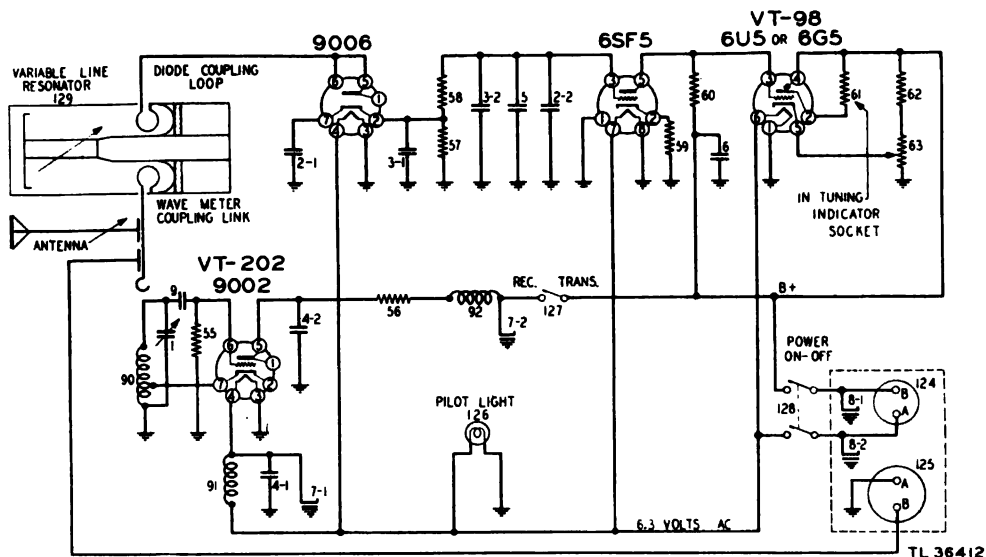 9006
6SF5
VT-98
6U5 OR 6G5
VARIABLE LINE
RESONATOR
129
DIODE COUPLING
LOOP
6 5
7 1
4 3 2
2-1
3-1
58
57
3-2
5
2-2
3 5
1 2
7 8
59
60
6
3 4
6 2
1 5
61
62
63
IN TUNING
INDICATOR
SOCKET
WAVE METER
COUPLING LINK
ANTENNA
VT-202
9002
9
1
55
90
6 5
7 1
4 3 2
4-2
56
92
REC. TRANS.
127
7-2
B+
POWER
ON-OFF
128
8-1
8-2
124
B
A
125
A
B
PILOT LIGHT
126
91
4-1
7-1
6.3 VOLTS AC
TL 36412